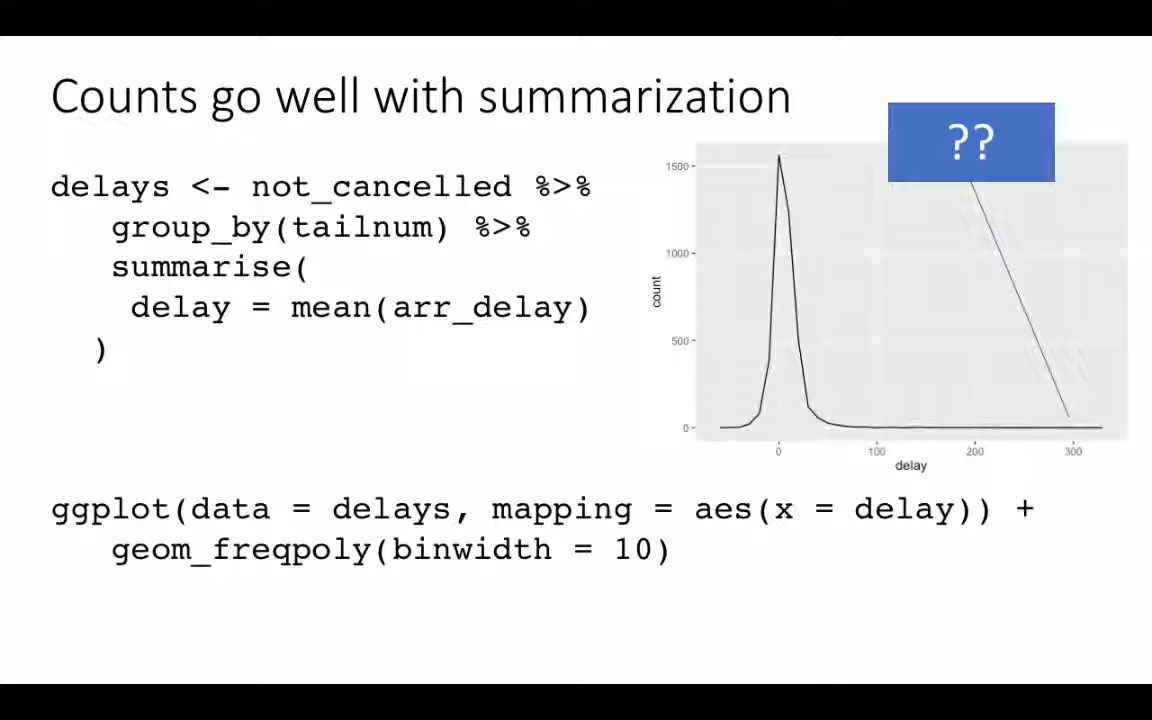 Counts go well with summarization
??
delays <- not_cancelled %>%
group_by(tailnum) %>%
summarise(
delay = mean(arr_delay)
)
1500
1000
500
0
count
0 100 200 300
delay
ggplot(data = delays, mapping = aes(x = delay)) +
geom_freqpoly(binwidth = 10)